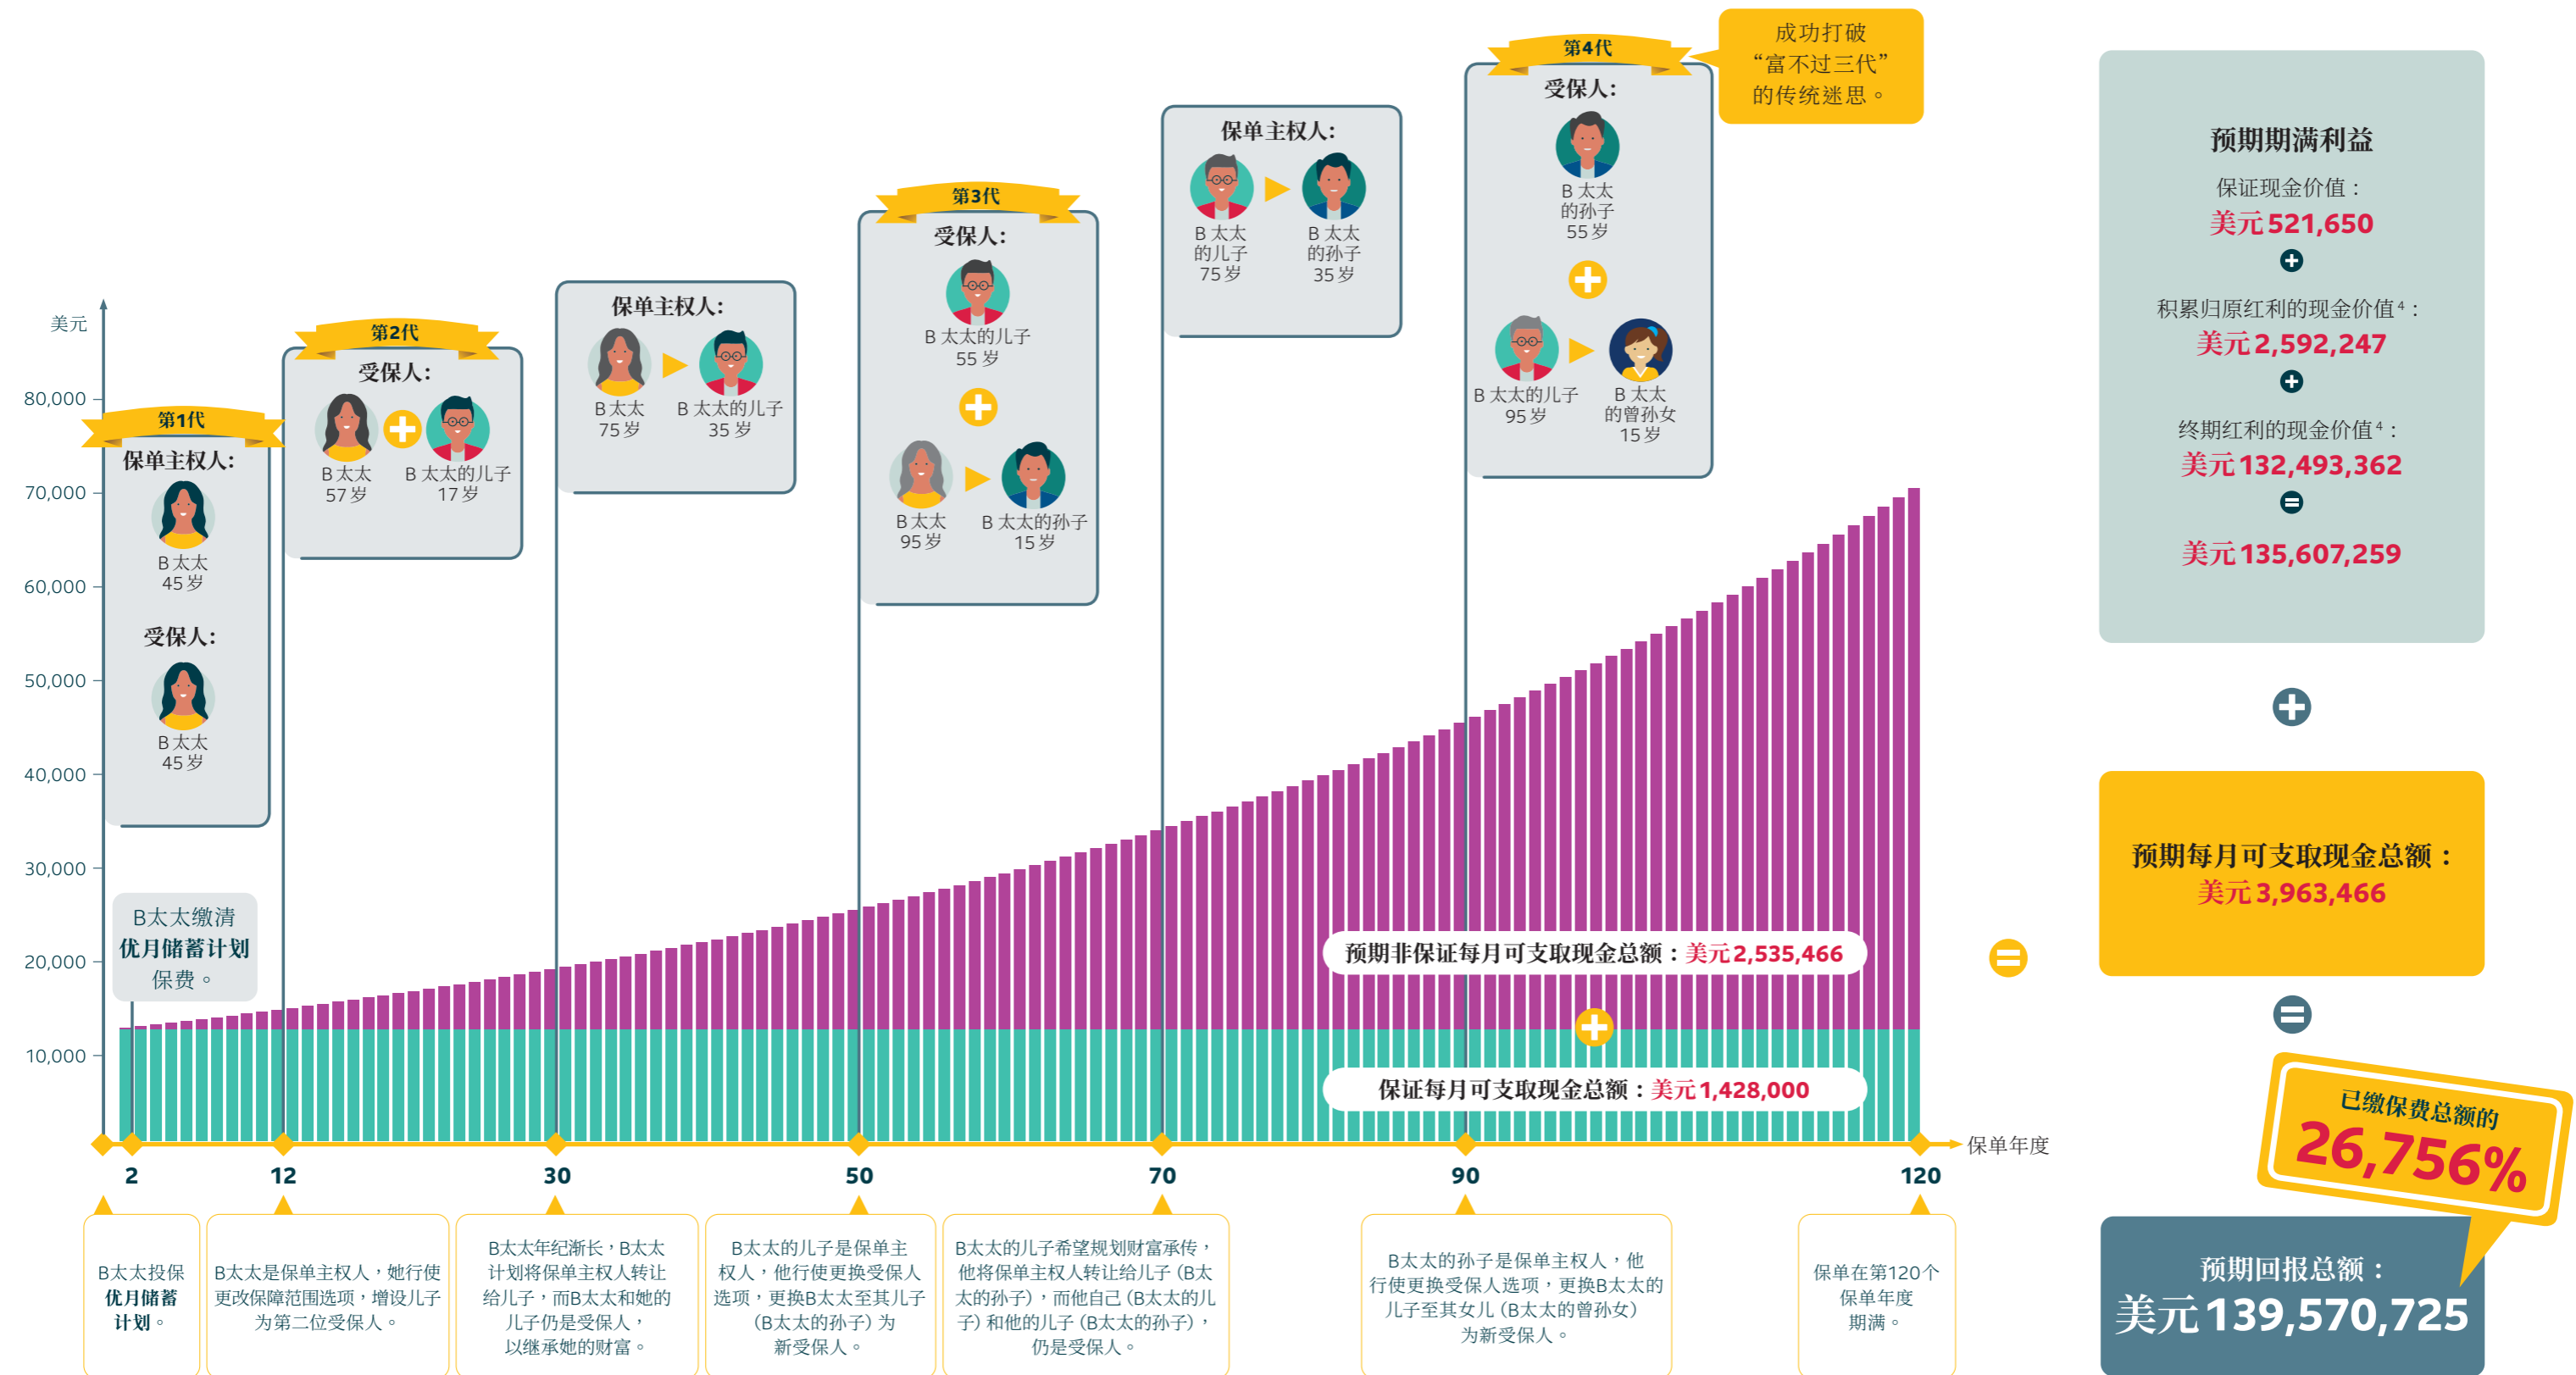 成功打破
“富不过三代”
的传统迷思。
第4代
受保人:
B 太太
的孙子
55岁
B 太太的儿子
95岁
B 太太
的曾孙女
15岁
保单主权人:
B 太太
的儿子
75岁
B 太太
的孙子
35岁
第3代
受保人:
B 太太的儿子
55岁
B太太
95岁
B 太太的孙子
15岁
保单主权人:
B太太
75岁
B 太太的儿子
35岁
第2代
受保人:
B太太
57岁
B 太太的儿子
17岁
第1代
保单主权人:
B太太
45岁
受保人:
B太太
45岁
美元
80,000
70,000
60,000
50,000
40,000
30,000
20,000
10,000
B太太缴清
优月储蓄计划
保费。
预期非保证每月可支取现金总额：美元2,535,466
保证每月可支取现金总额：美元1,428,000
2
12
30
50
70
90
120
保单年度
B太太投保
优月储蓄
计划。
B太太是保单主权人，她行使
更改保障范围选项，增设儿子
为第二位受保人。
B太太年纪渐长，B太太
计划将保单主权人转让
给儿子，而B太太和她的
儿子仍是受保人，
以继承她的财富。
B太太的儿子是保单主
权人，他行使更换受保人
选项，更换B太太至其儿子
（B太太的孙子）为
新受保人。
B太太的儿子希望规划财富承传，
他将保单主权人转让给儿子（B太
太的孙子），而他自己（B太太的儿
子）和他的儿子（B太太的孙子），
仍是受保人。
B太太的孙子是保单主权人，他
行使更换受保人选项，更换B太太的
儿子至其女儿（B太太的曾孙女）
为新受保人。
保单在第120个
保单年度
期满。
预期期满利益
保证现金价值：
美元521,650
积累归原红利的现金价值4：
美元2,592,247
终期红利的现金价值4：
美元132,493,362
美元135,607,259
预期每月可支取现金总额：
美元3,963,466
已缴保费总额的
26,756%
预期回报总额：
美元139,570,725